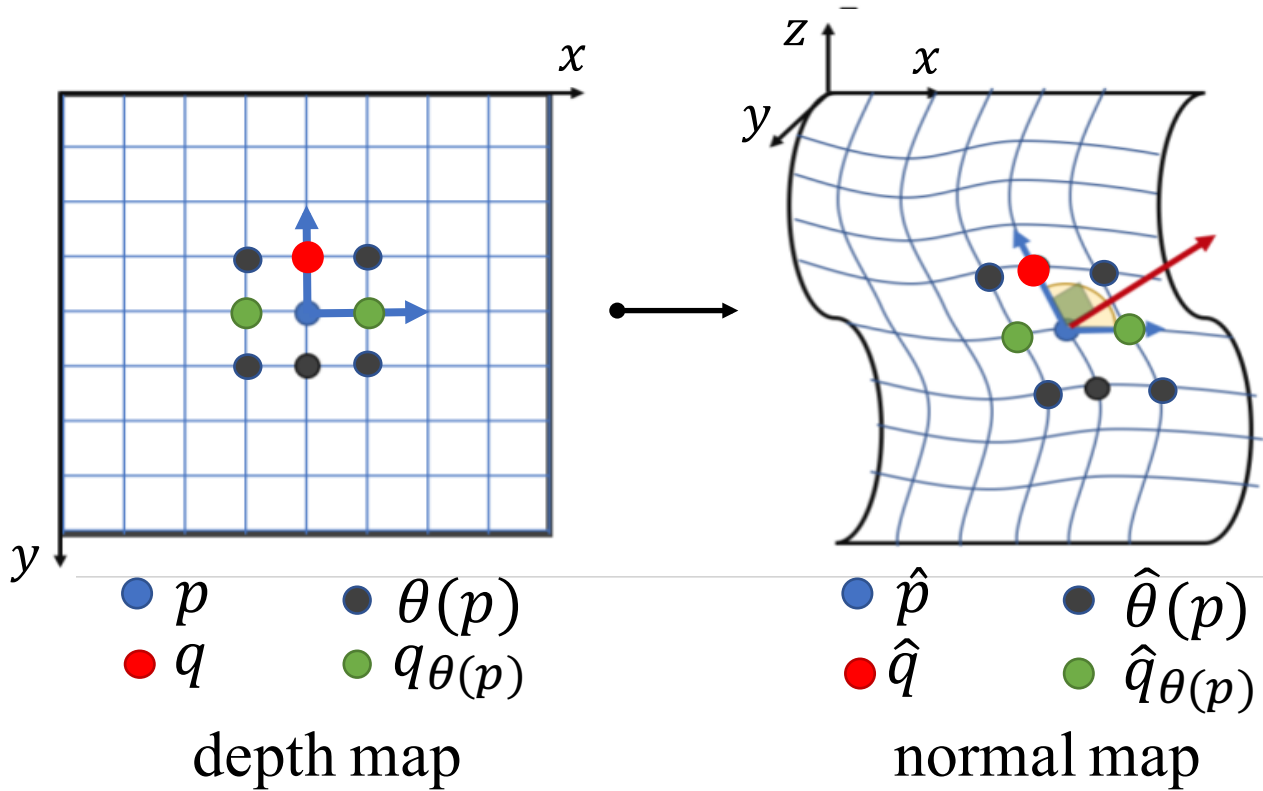 x
y
z
x
y
p
θ(p)
q
q_θ(p)
p̂
θ̂(p)
q̂
q̂_θ(p)
depth map
normal map